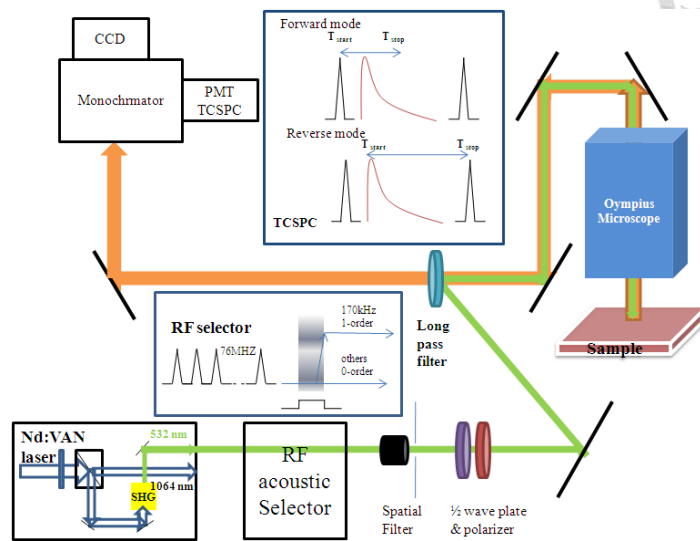 CCD
Monochrmator
PMT
TCSPC
Forward mode
T start
T stop
Reverse mode
T start
T stop
TCSPC
Oympius
Microscope
Sample
Long
pass
filter
RF selector
76MHZ
170kHz
1-order
others
0-order
Nd:VAN
laser
532 nm
1064 nm
SHG
RF
acoustic
Selector
Spatial
Filter
½ wave plate
& polarizer